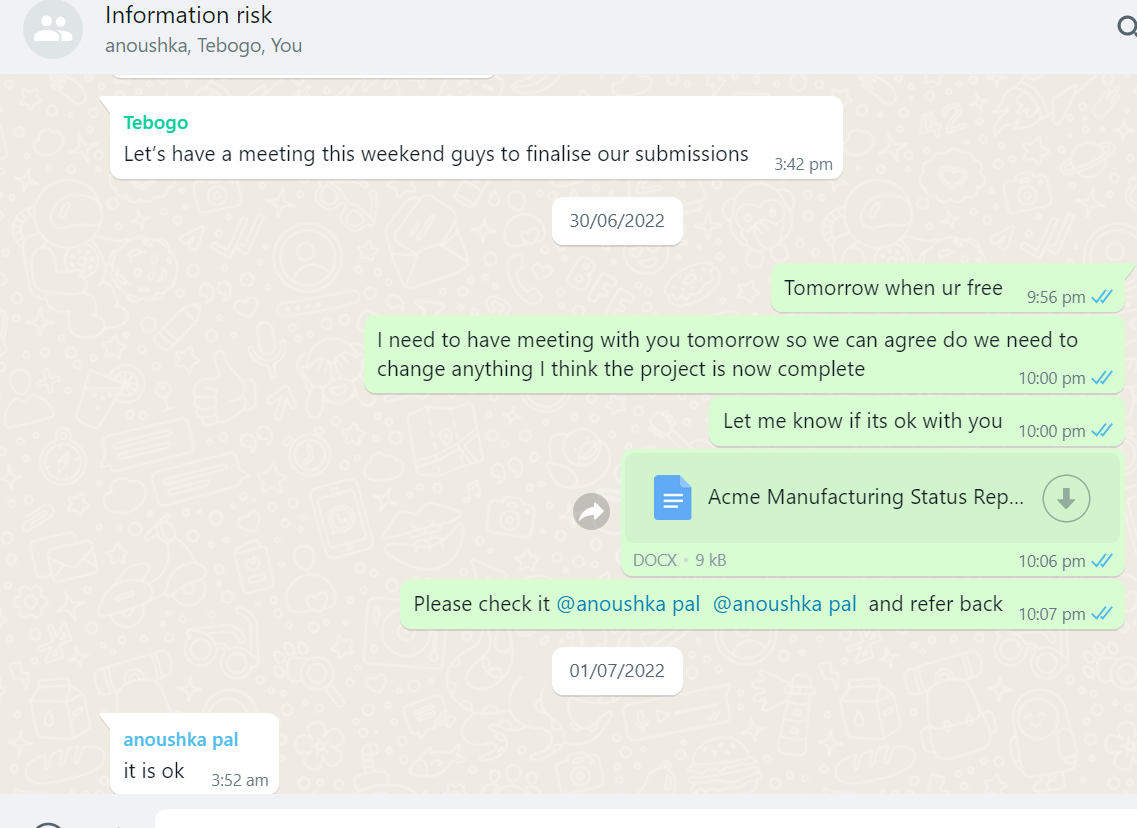 Information risk
anoushka, Tebogo, You
Tebogo
Let's have a meeting this weekend guys to finalise our submissions
3:42 pm
30/06/2022
Tomorrow when ur free
9:56 pm
I need to have meeting with you tomorrow so we can agree do we need to
change anything I think the project is now complete
10:00 pm
Let me know if its ok with you
10:00 pm
Acme Manufacturing Status Rep...
DOCX • 9 kB
10:06 pm
Please check it @anoushka pal @anoushka pal and refer back
10:07 pm
01/07/2022
anoushka pal
it is ok
3:52 am